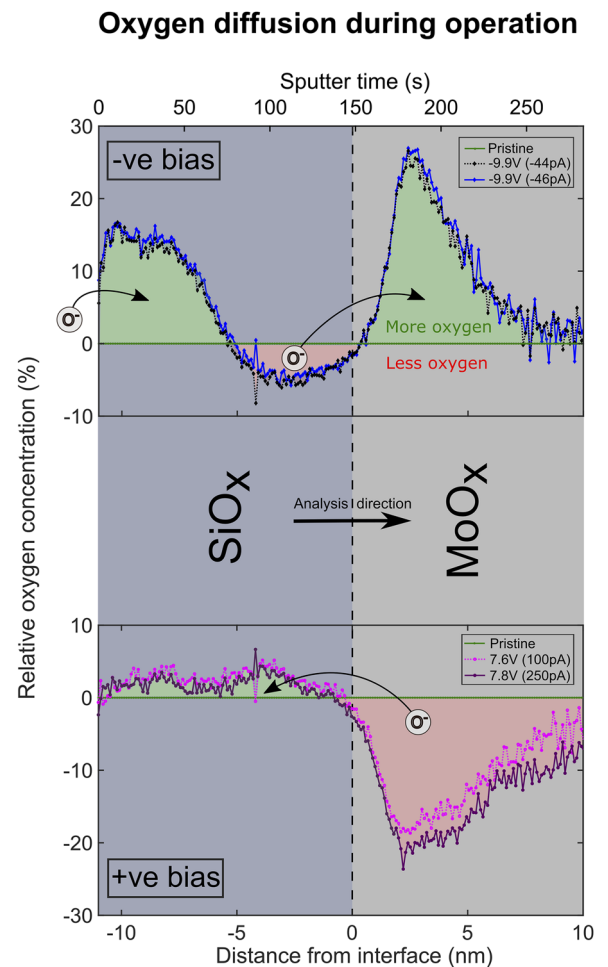 Oxygen diffusion during operation
Sputter time (s)
0 50 100 150 200 250
30
20
10
0
-10
-ve bias
Pristine
-9.9V (-44pA)
-9.9V (-46pA)
O-
O-
More oxygen
Less oxygen
Relative oxygen concentration (%)
SiOx
Analysis direction
MoOx
10
0
-10
-20
-30
Pristine
7.6V (100pA)
7.8V (250pA)
O-
+ve bias
-10 -5 0 5 10
Distance from interface (nm)